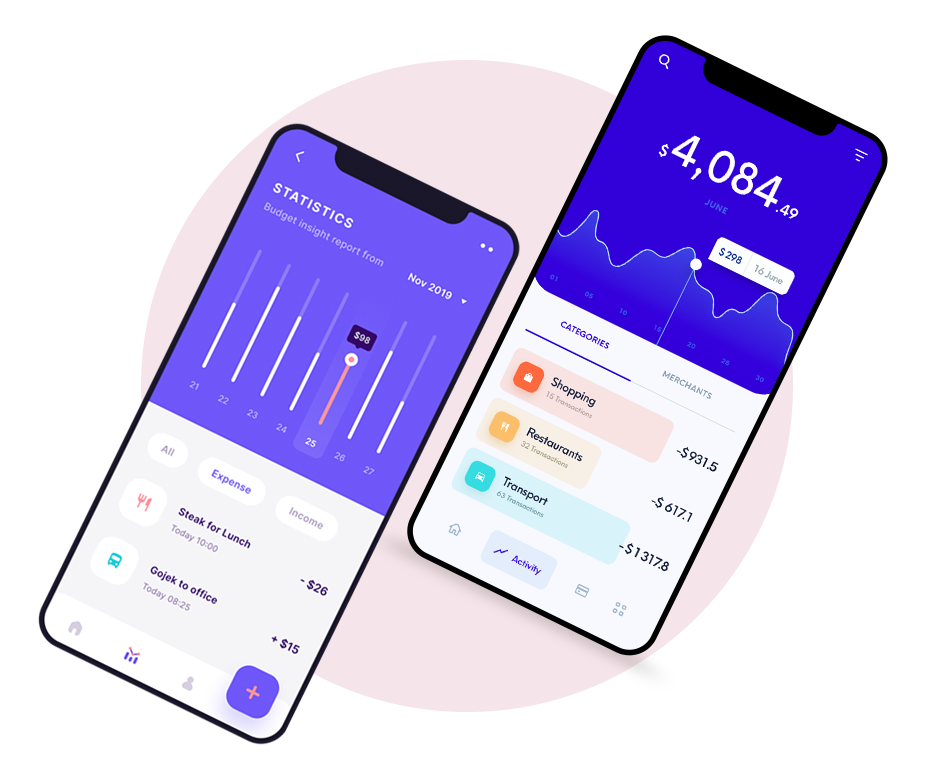 STATISTICS
Budget insight report from
Nov 2019
$98
21
22
23
24
25
26
27
All
Expense
Income
Steak for Lunch
Today 10:00
- $26
Gojek to office
Today 08:25
+ $15
$4,084.49
JUNE
$298
16 June
01
05
10
15
20
25
30
CATEGORIES
MERCHANTS
Shopping
15 Transactions
-$931.5
Restaurants
32 Transactions
-$617.1
Transport
63 Transactions
-$1317.8
Activity